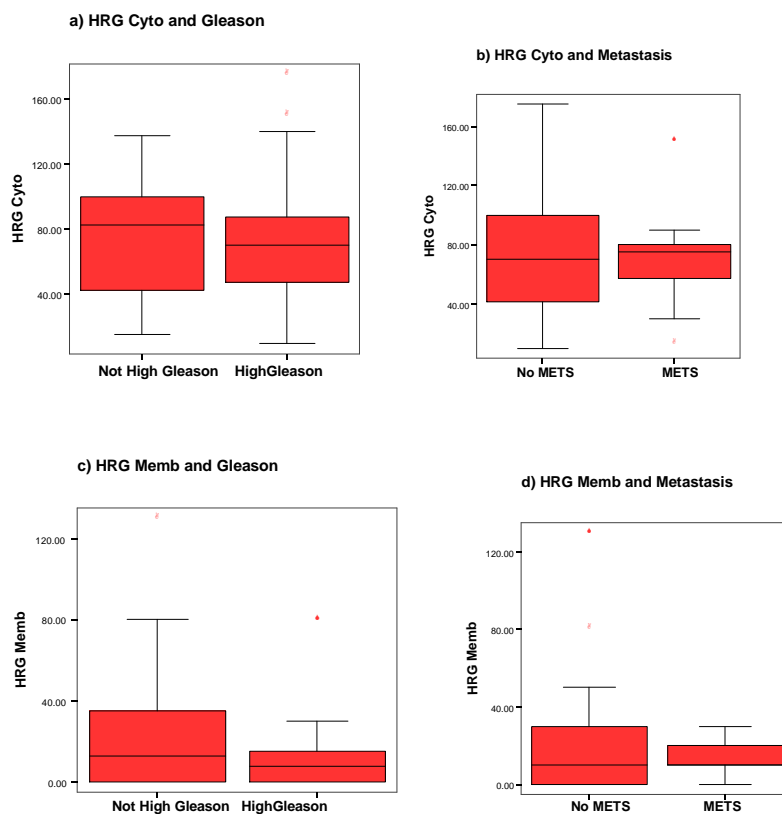 a) HRG Cyto and Gleason
160.00
120.00
80.00
40.00
HRG Cyto
Not High Gleason
HighGleason
b) HRG Cyto and Metastasis
160.00
120.00
80.00
40.00
HRG Cyto
No METS
METS
c) HRG Memb and Gleason
120.00
80.00
40.00
0.00
HRG Memb
Not High Gleason
HighGleason
d) HRG Memb and Metastasis
120.00
80.00
40.00
0.00
HRG Memb
No METS
METS